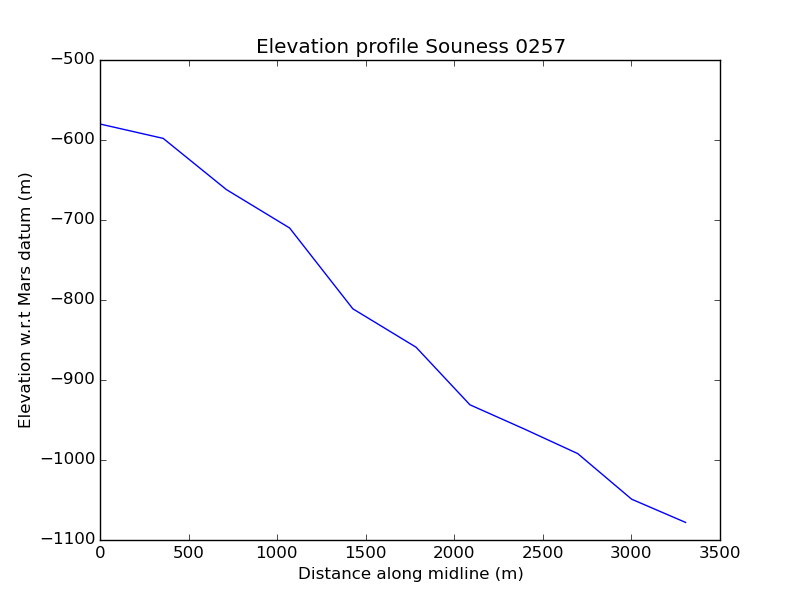 Elevation profile Souness 0257
−500
−600
−700
−800
−900
−1000
−1100
Elevation w.r.t Mars datum (m)
0 500 1000 1500 2000 2500 3000 3500
Distance along midline (m)